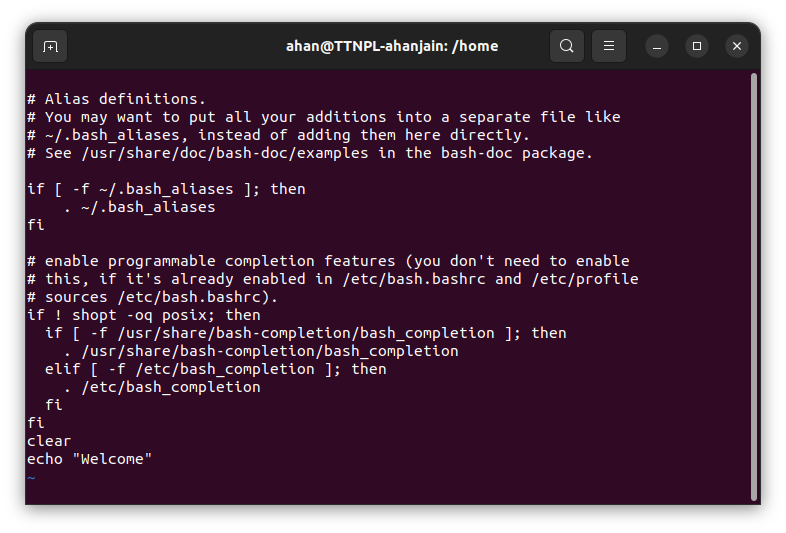 ahan@TTNPL-ahanjain: /home
# Alias definitions.
# You may want to put all your additions into a separate file like
# ~/.bash_aliases, instead of adding them here directly.
# See /usr/share/doc/bash-doc/examples in the bash-doc package.

if [ -f ~/.bash_aliases ]; then
    . ~/.bash_aliases
fi

# enable programmable completion features (you don't need to enable
# this, if it's already enabled in /etc/bash.bashrc and /etc/profile
# sources /etc/bash.bashrc).
if ! shopt -oq posix; then
  if [ -f /usr/share/bash-completion/bash_completion ]; then
    . /usr/share/bash-completion/bash_completion
  elif [ -f /etc/bash_completion ]; then
    . /etc/bash_completion
  fi
fi
clear
echo "Welcome"
~